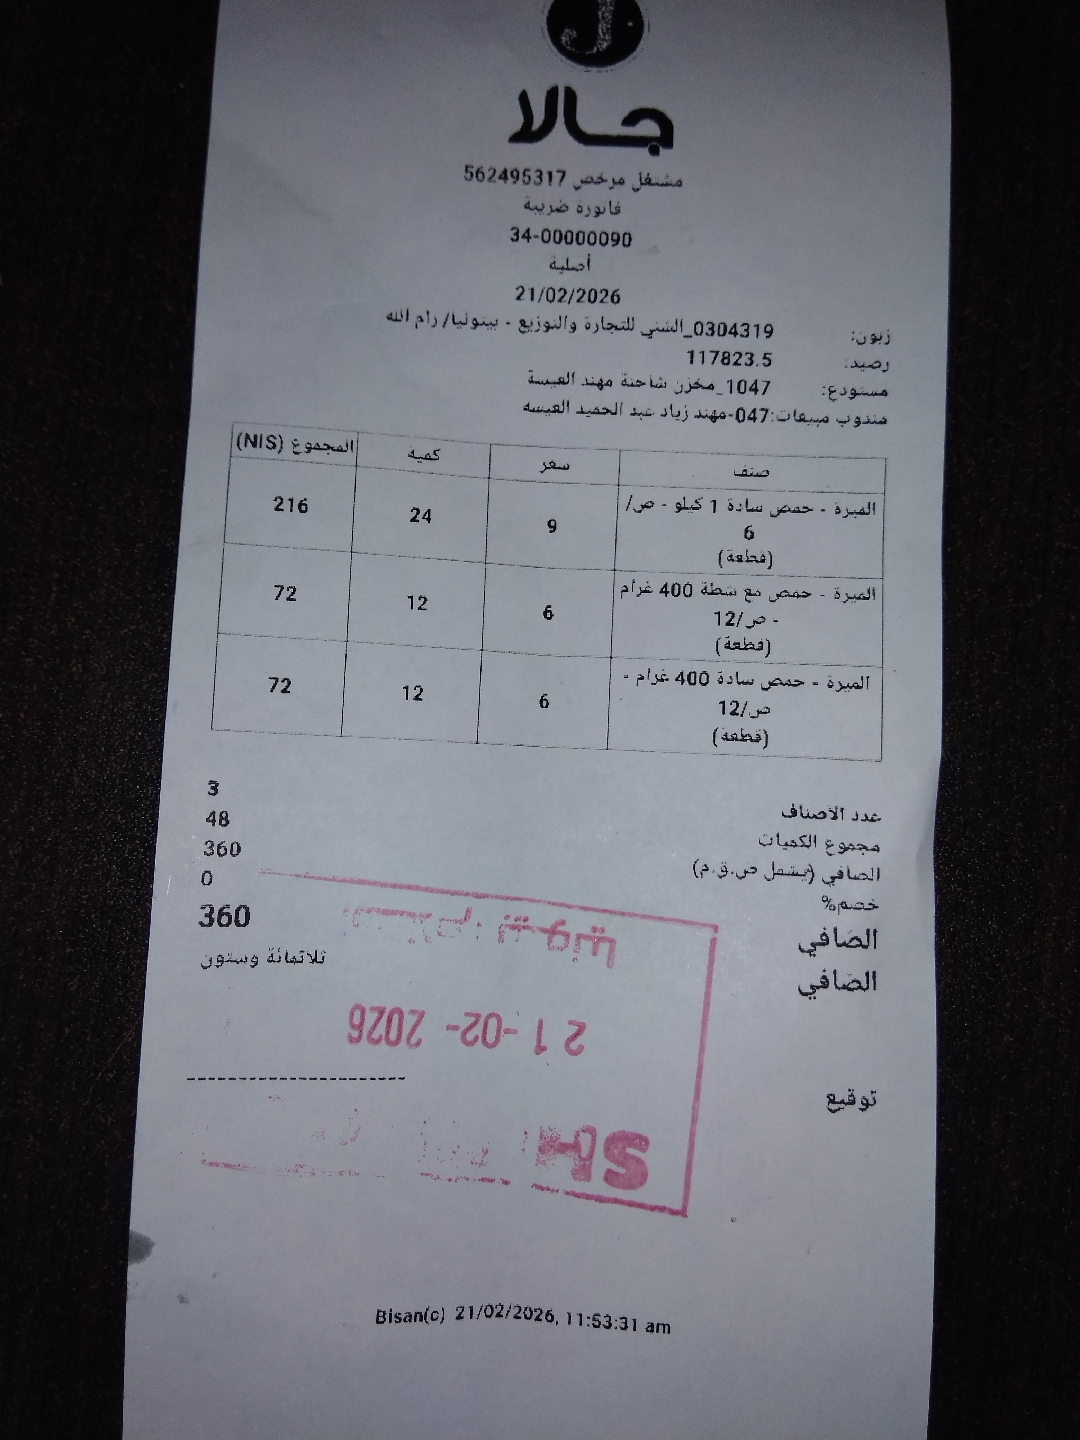 جالا
مشتغل مرخص 562495317
فاتورة ضريبة
34-00000090
أصلية
21/02/2026
زبون: 0304319_الشني للتجارة والتوزيع - بيتونيا/ رام الله
رصيد: 117823.5
مستودع: 1047_مخزن شاحنة مهند العيسة
مندوب مبيعات:047-مهند زياد عبد الحميد العيسه
صنف سعر كمية المجموع (NIS)
الميرة - حمص سادة 1 كيلو - ص/ 9 24 216
6
(قطعة)
الميرة - حمص مع شطة 400 غرام 6 12 72
- ص/12
(قطعة)
الميرة - حمص سادة 400 غرام - 6 12 72
ص/12
(قطعة)
عدد الأصناف 3
مجموع الكميات 48
الصافي (يشمل ص.ق.م) 360
خصم% 0
الصافي 360
الصافي ثلاثمائة وستون
بيتونيا
21-02-2026
توقيع ----------------------
Bisan(c) 21/02/2026, 11:53:31 am